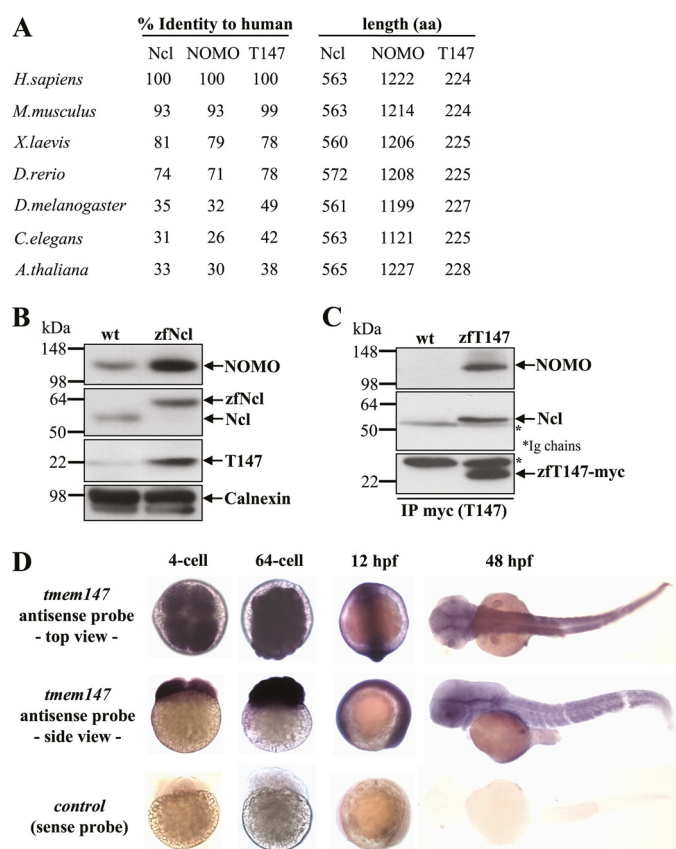 A
% Identity to human length (aa)
Ncl NOMO T147 Ncl NOMO T147
H.sapiens 100 100 100 563 1222 224
M.musculus 93 93 99 563 1214 224
X.laevis 81 79 78 560 1206 225
D.rerio 74 71 78 572 1208 225
D.melanogaster 35 32 49 561 1199 227
C.elegans 31 26 42 563 1121 225
A.thaliana 33 30 38 565 1227 228
B
kDa wt zfNcl
148
NOMO
98
64
zfNcl
Ncl
50
22 T147
98 Calnexin
C
kDa wt zfT147
148
NOMO
98
64
Ncl
50 *
*Ig chains
*
22 zfT147-myc
IP myc (T147)
D
4-cell 64-cell 12 hpf 48 hpf
tmem147
antisense probe
- top view -
tmem147
antisense probe
- side view -
control
(sense probe)